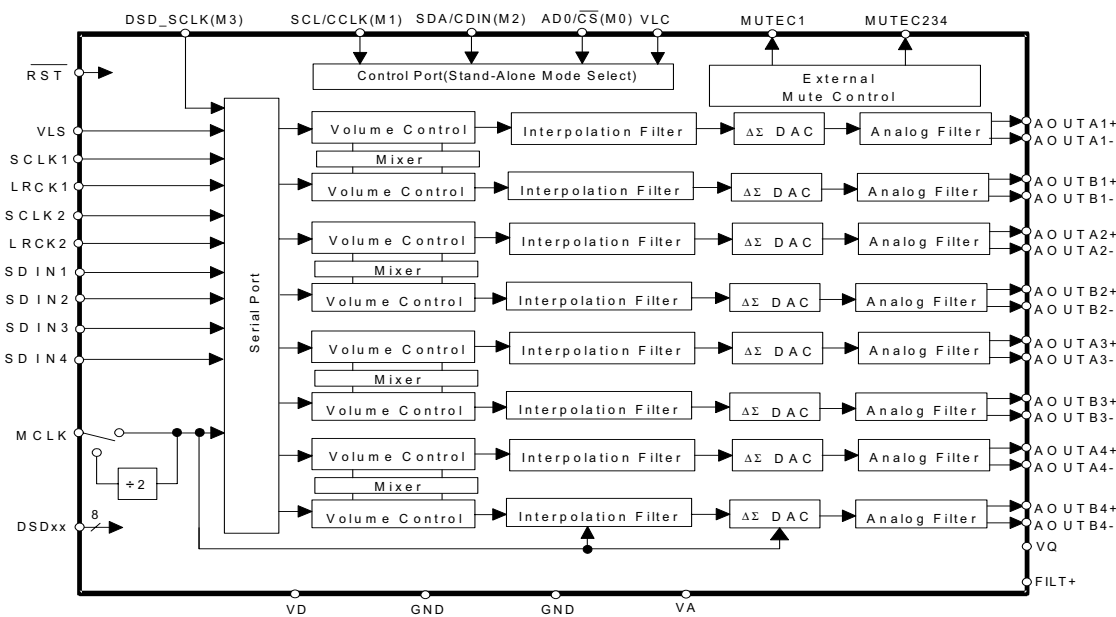 DSD_SCLK(M3) SCL/CCLK(M1) SDA/CDIN(M2) AD0/CS(M0) VLC MUTEC1 MUTEC234
RST
Control Port(Stand-Alone Mode Select)
External
Mute Control
VLS
SCLK1
LRCK1
SCLK2
LRCK2
SDIN1
SDIN2
SDIN3
SDIN4
MCLK
÷2
DSDxx
8
Serial Port
Volume Control Interpolation Filter ΔΣ DAC Analog Filter AOUTA1+
AOUTA1-
Mixer
Volume Control Interpolation Filter ΔΣ DAC Analog Filter AOUTB1+
AOUTB1-
Volume Control Interpolation Filter ΔΣ DAC Analog Filter AOUTA2+
AOUTA2-
Mixer
Volume Control Interpolation Filter ΔΣ DAC Analog Filter AOUTB2+
AOUTB2-
Volume Control Interpolation Filter ΔΣ DAC Analog Filter AOUTA3+
AOUTA3-
Mixer
Volume Control Interpolation Filter ΔΣ DAC Analog Filter AOUTB3+
AOUTB3-
Volume Control Interpolation Filter ΔΣ DAC Analog Filter AOUTA4+
AOUTA4-
Mixer
Volume Control Interpolation Filter ΔΣ DAC Analog Filter AOUTB4+
AOUTB4-
VQ
FILT+
VD GND GND VA